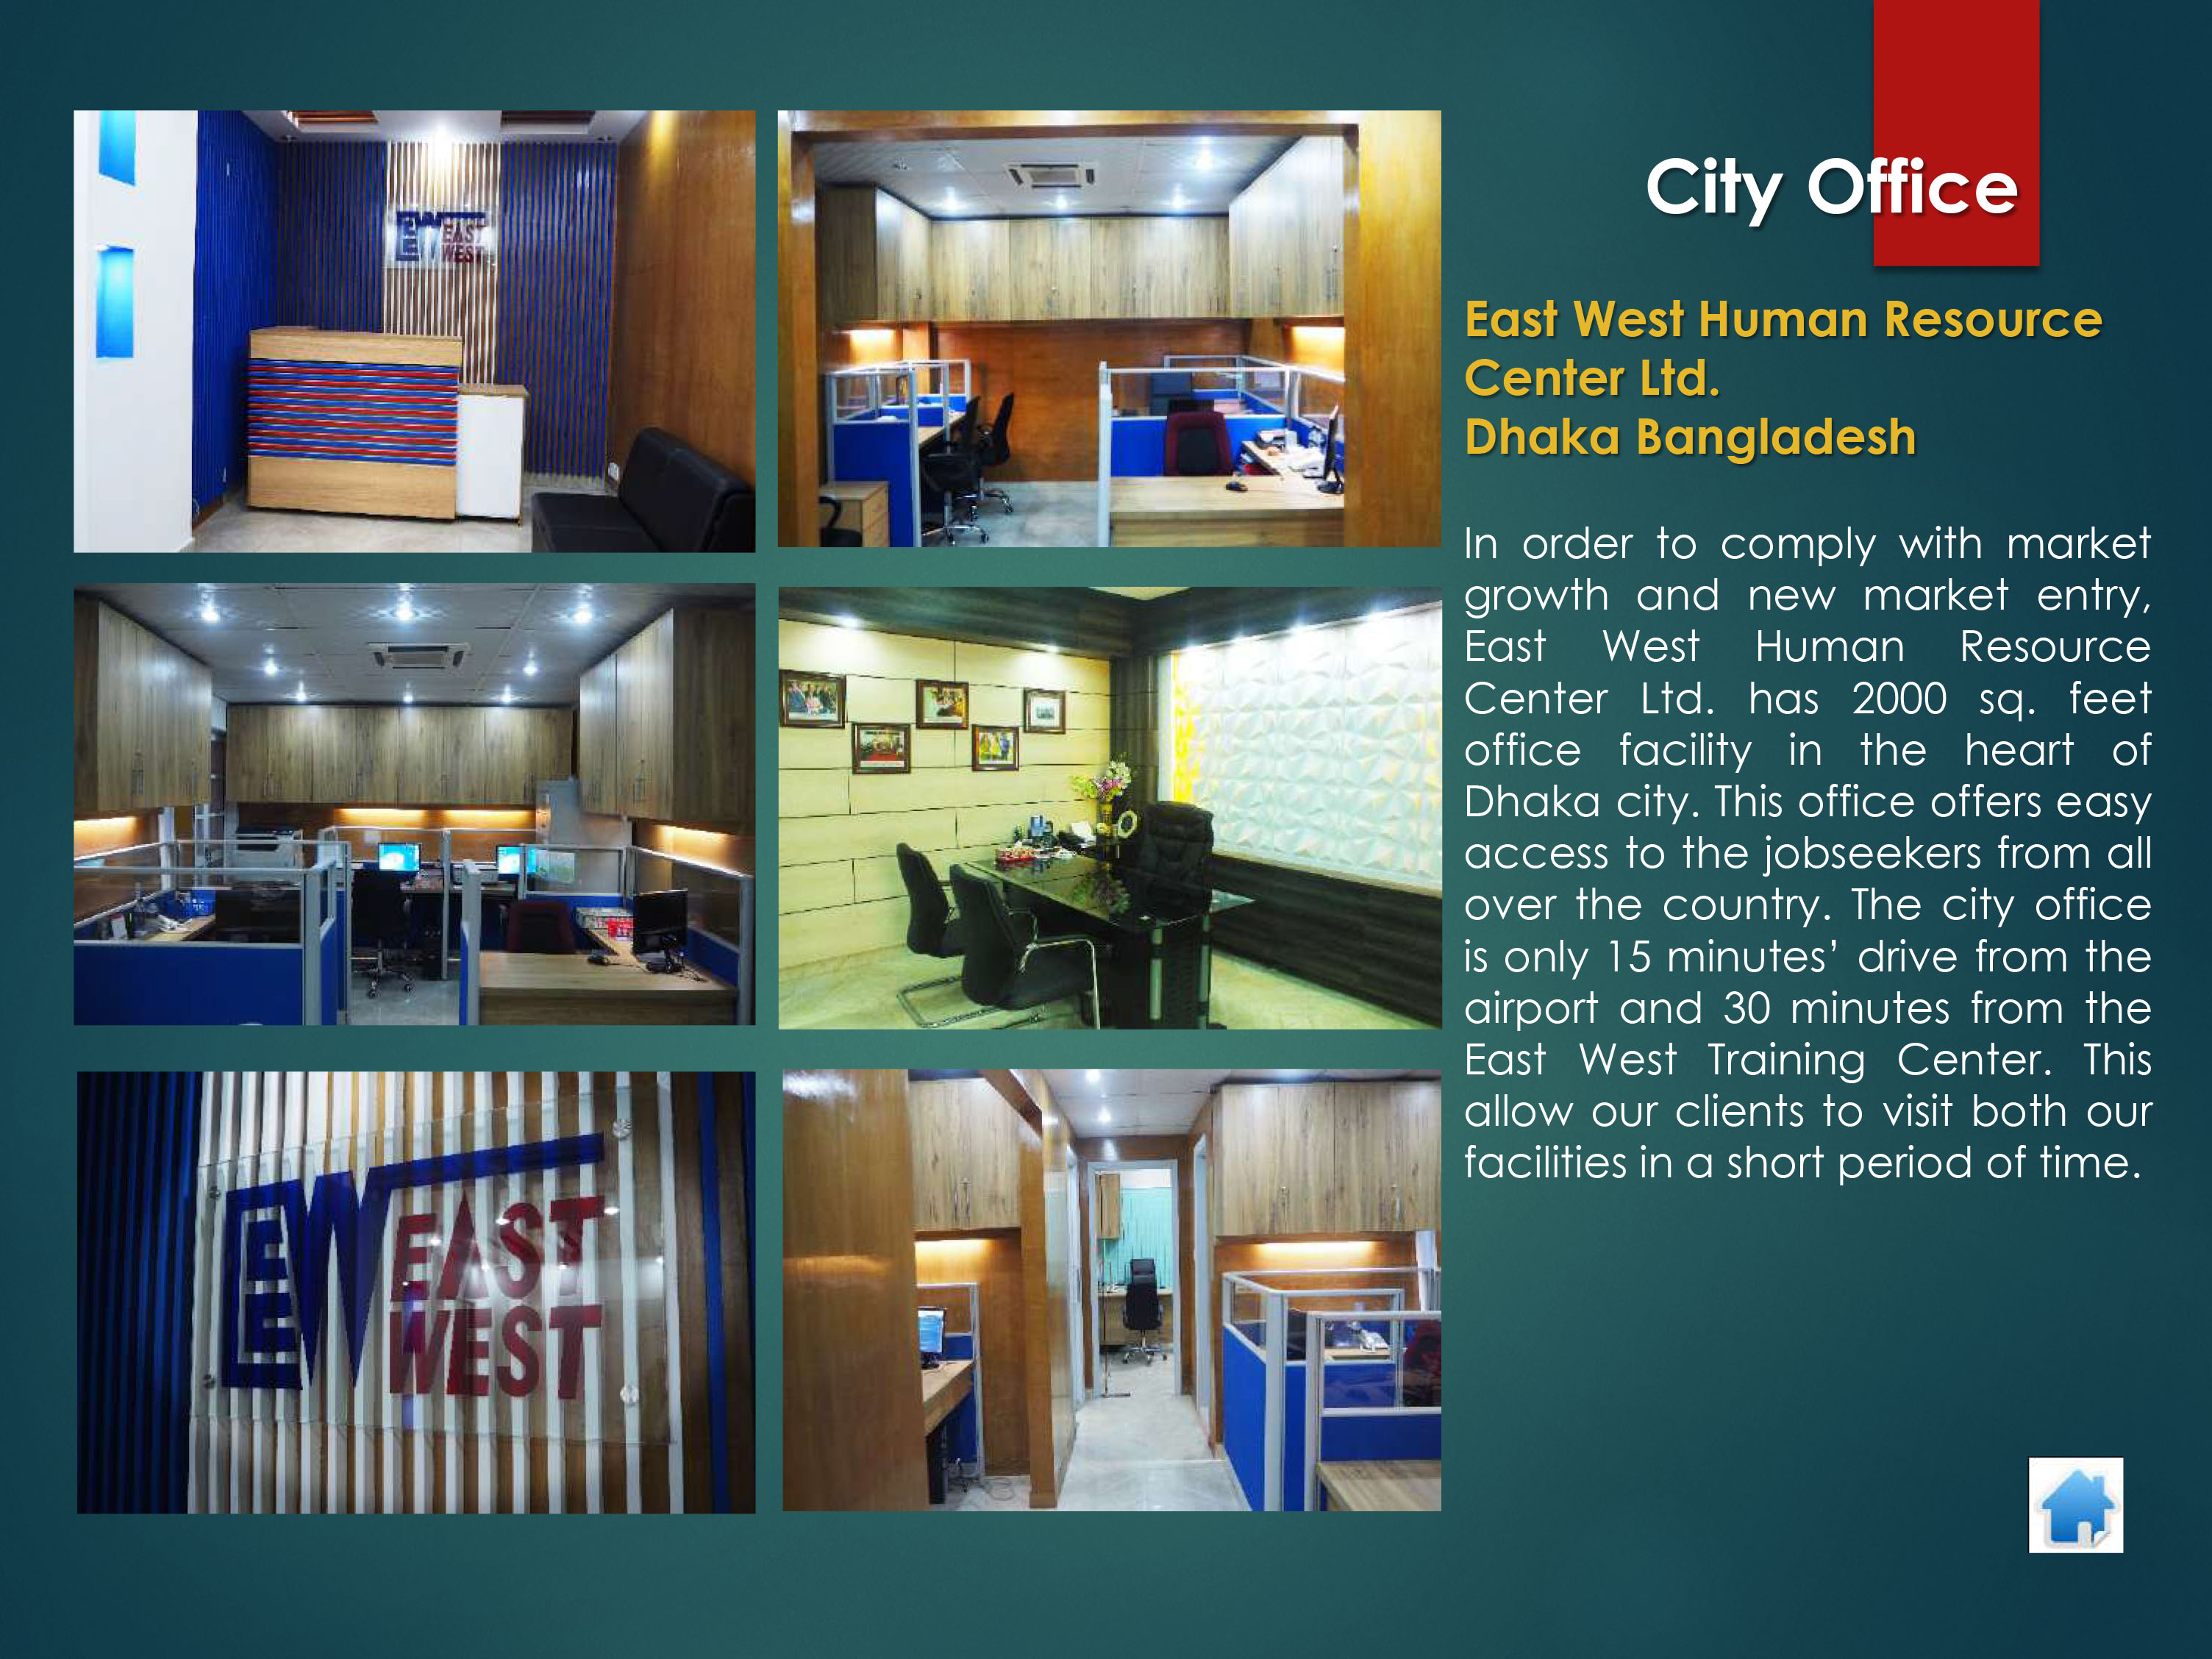 EW EAST
WEST
City Office
East West Human Resource
Center Ltd.
Dhaka Bangladesh
In order to comply with market
growth and new market entry,
East West Human Resource
Center Ltd. has 2000 sq. feet
office facility in the heart of
Dhaka city. This office offers easy
access to the jobseekers from all
over the country. The city office
is only 15 minutes’ drive from the
airport and 30 minutes from the
East West Training Center. This
allow our clients to visit both our
facilities in a short period of time.
EW EAST
WEST